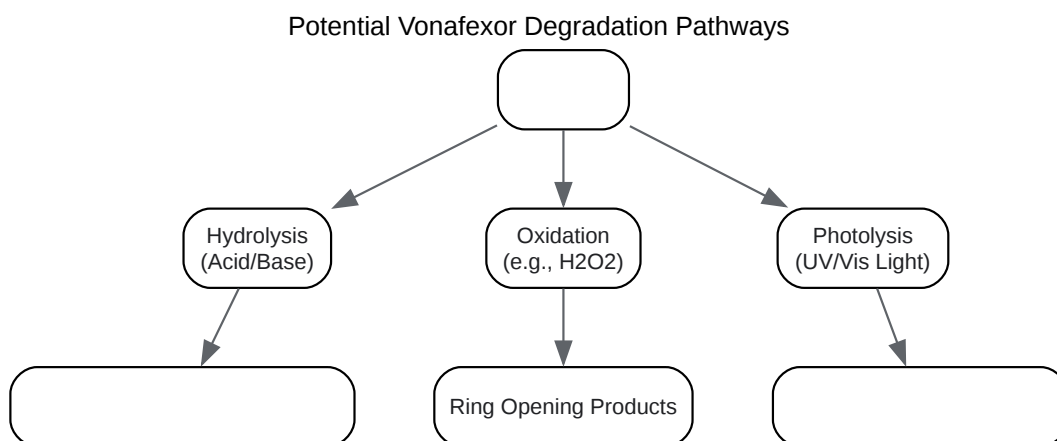 Potential Vonafexor Degradation Pathways
Hydrolysis
(Acid/Base)
Oxidation
(e.g., H2O2)
Photolysis
(UV/Vis Light)
Ring Opening Products